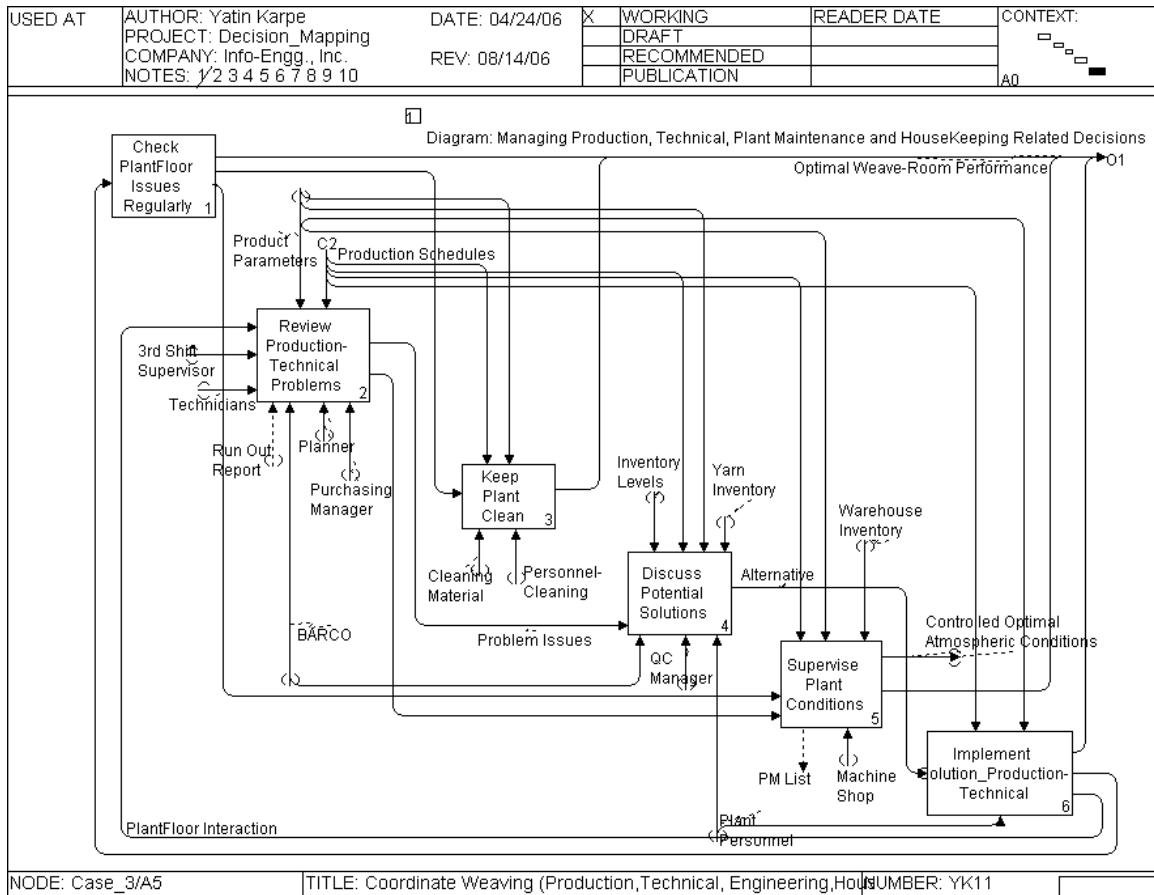 USED AT
AUTHOR: Yatin Karpe
DATE: 04/24/06
PROJECT: Decision_Mapping
COMPANY: Info-Engg., Inc.
REV: 08/14/06
NOTES: 1 2 3 4 5 6 7 8 9 10
X
WORKING
DRAFT
RECOMMENDED
PUBLICATION
READER DATE
CONTEXT:
A0
1
Diagram: Managing Production, Technical, Plant Maintenance and HouseKeeping Related Decisions
O1
Optimal Weave-Room Performance
Check
PlantFloor
Issues
Regularly
1
Product
Parameters
C2
Production Schedules
Review
Production-
Technical
Problems
2
3rd Shift
Supervisor
Technicians
Run Out
Report
Planner
Purchasing
Manager
Keep
Plant
Clean
3
Inventory
Levels
Yarn
Inventory
Warehouse
Inventory
Cleaning
Material
Personnel-
Cleaning
Discuss
Potential
Solutions
4
Alternative
BARCO
Problem Issues
QC
Manager
Controlled Optimal
Atmospheric Conditions
Supervise
Plant
Conditions
5
PM List
Machine
Shop
Implement
Solution_Production-
Technical
6
PlantFloor Interaction
Plant
Personnel
NODE: Case_3/A5
TITLE: Coordinate Weaving (Production,Technical, Engineering,Hous
NUMBER: YK11